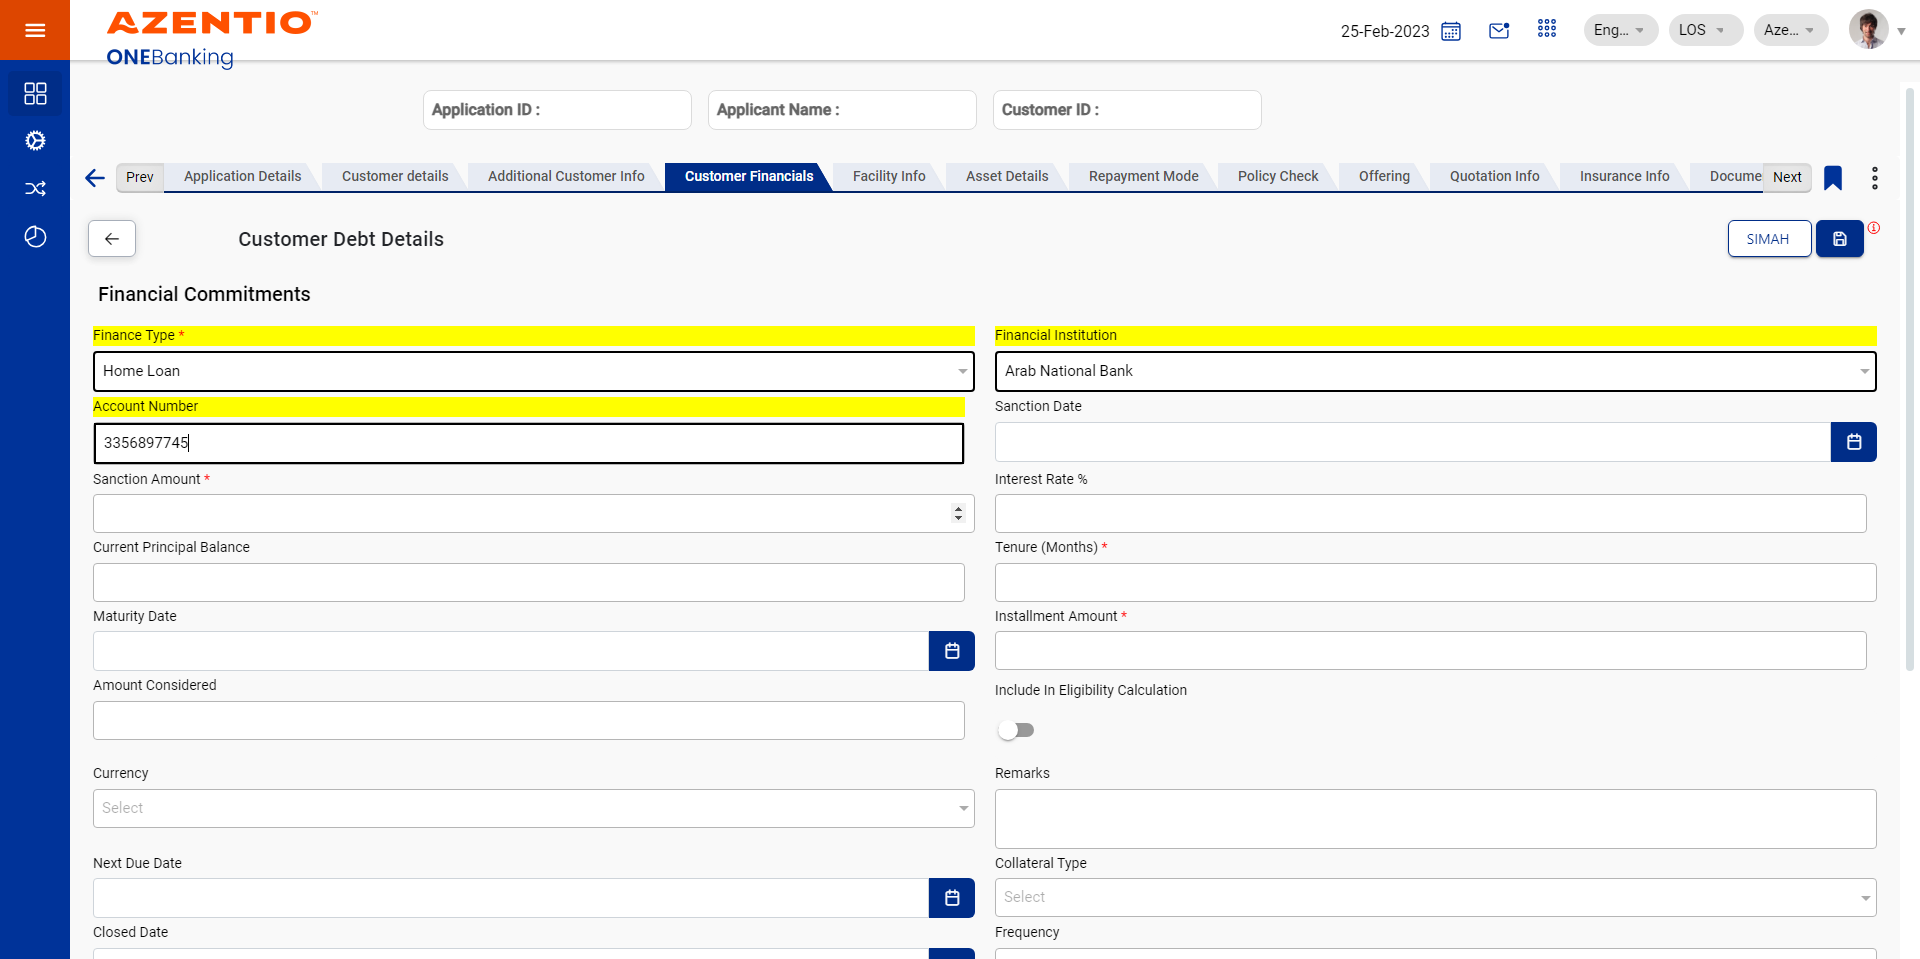 AZENTIO™
ONEBanking
25-Feb-2023
Eng...
LOS
Aze...
Application ID :
Applicant Name :
Customer ID :
Prev
Application Details
Customer details
Additional Customer Info
Customer Financials
Facility Info
Asset Details
Repayment Mode
Policy Check
Offering
Quotation Info
Insurance Info
Docume
Next
Customer Debt Details
SIMAH
Financial Commitments
Finance Type *
Financial Institution
Home Loan
Arab National Bank
Account Number
Sanction Date
3356897745
Sanction Amount *
Interest Rate %
Current Principal Balance
Tenure (Months) *
Maturity Date
Installment Amount *
Amount Considered
Include In Eligibility Calculation
Currency
Remarks
Select
Next Due Date
Collateral Type
Select
Closed Date
Frequency